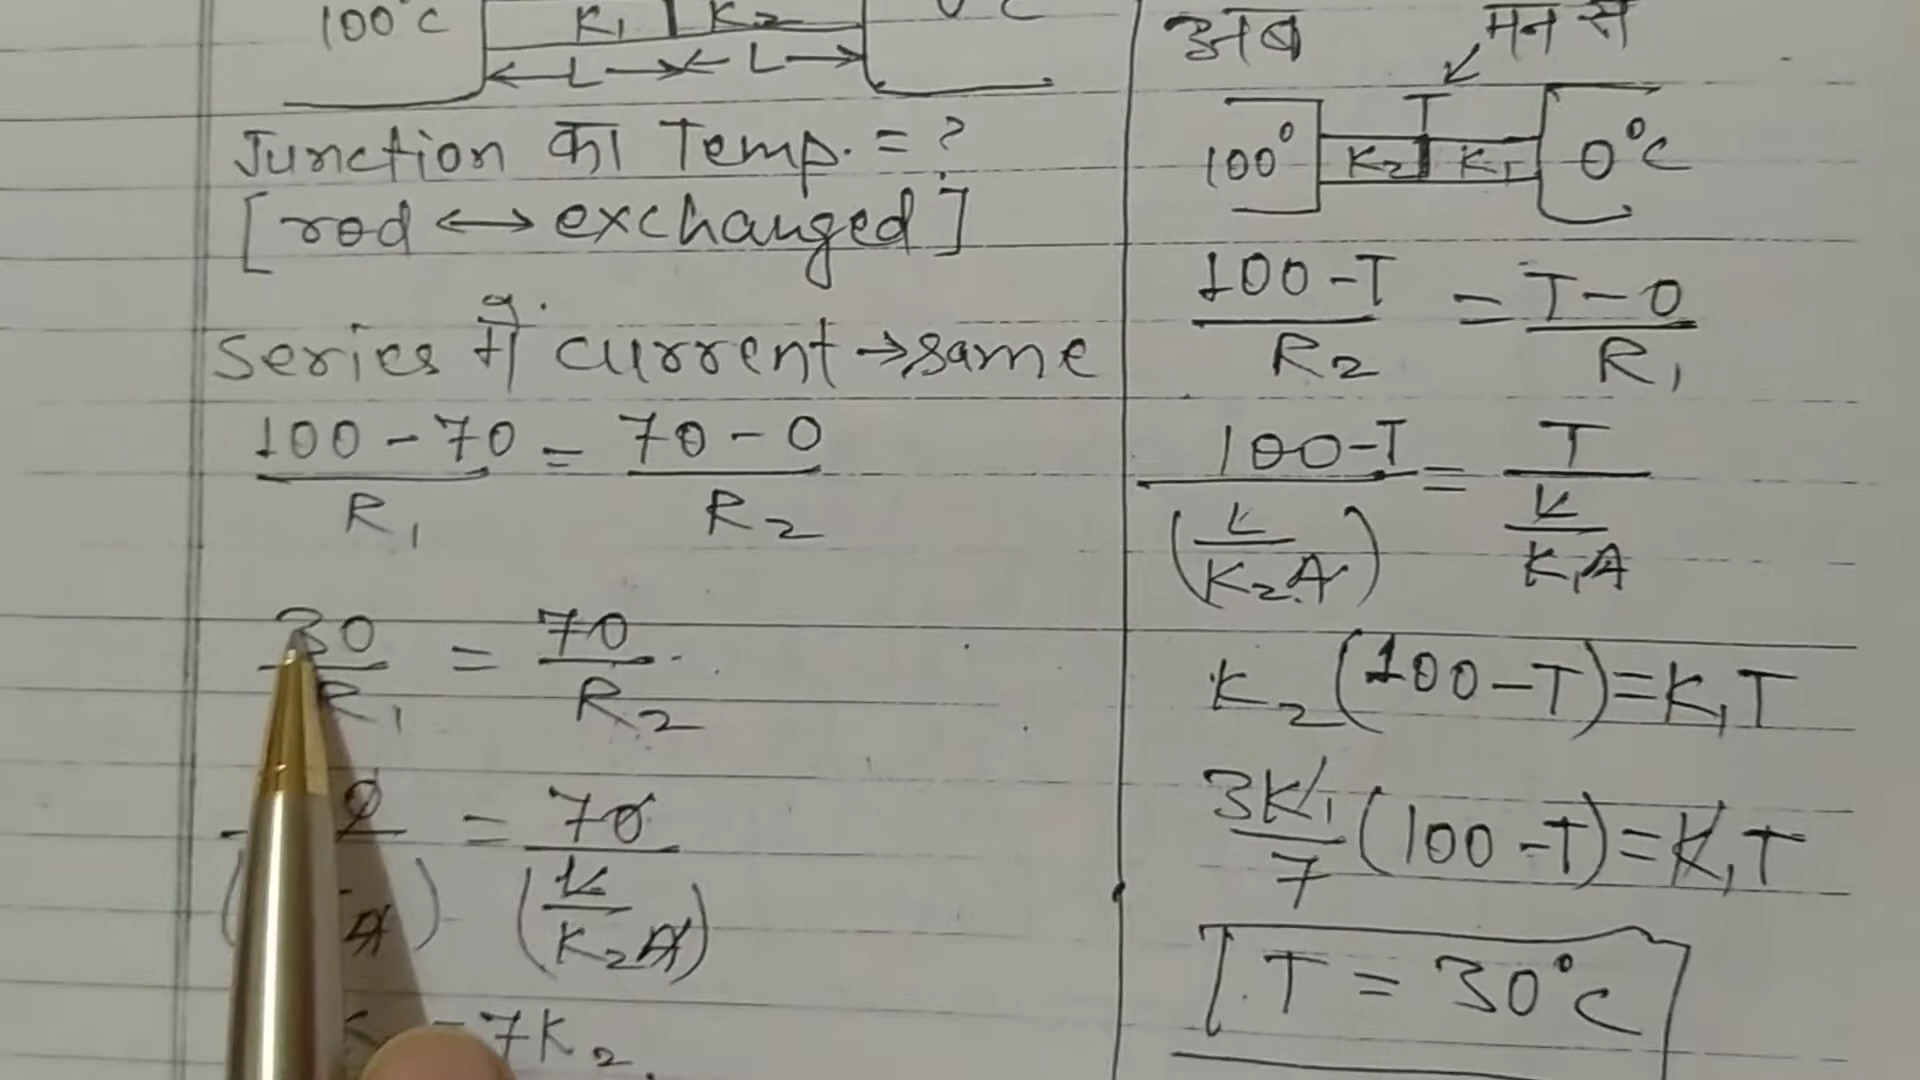 100°C K₁ K₂ 0°C
← L → ← L →
Junction का Temp. = ?
[rod ↔ exchanged]
Series में current → same
100 - 70 / R₁ = 70 - 0 / R₂
30 / R₁ = 70 / R₂
= 70 / (L / K₂A)
= 7K₂
अब मन से
T
100° K₂ K₁ 0°C
100 - T / R₂ = T - 0 / R₁
100 - T / (L / K₂A) = T / L / K₁A
K₂(100 - T) = K₁T
3K₁ / 7 (100 - T) = K₁T
T = 30°C